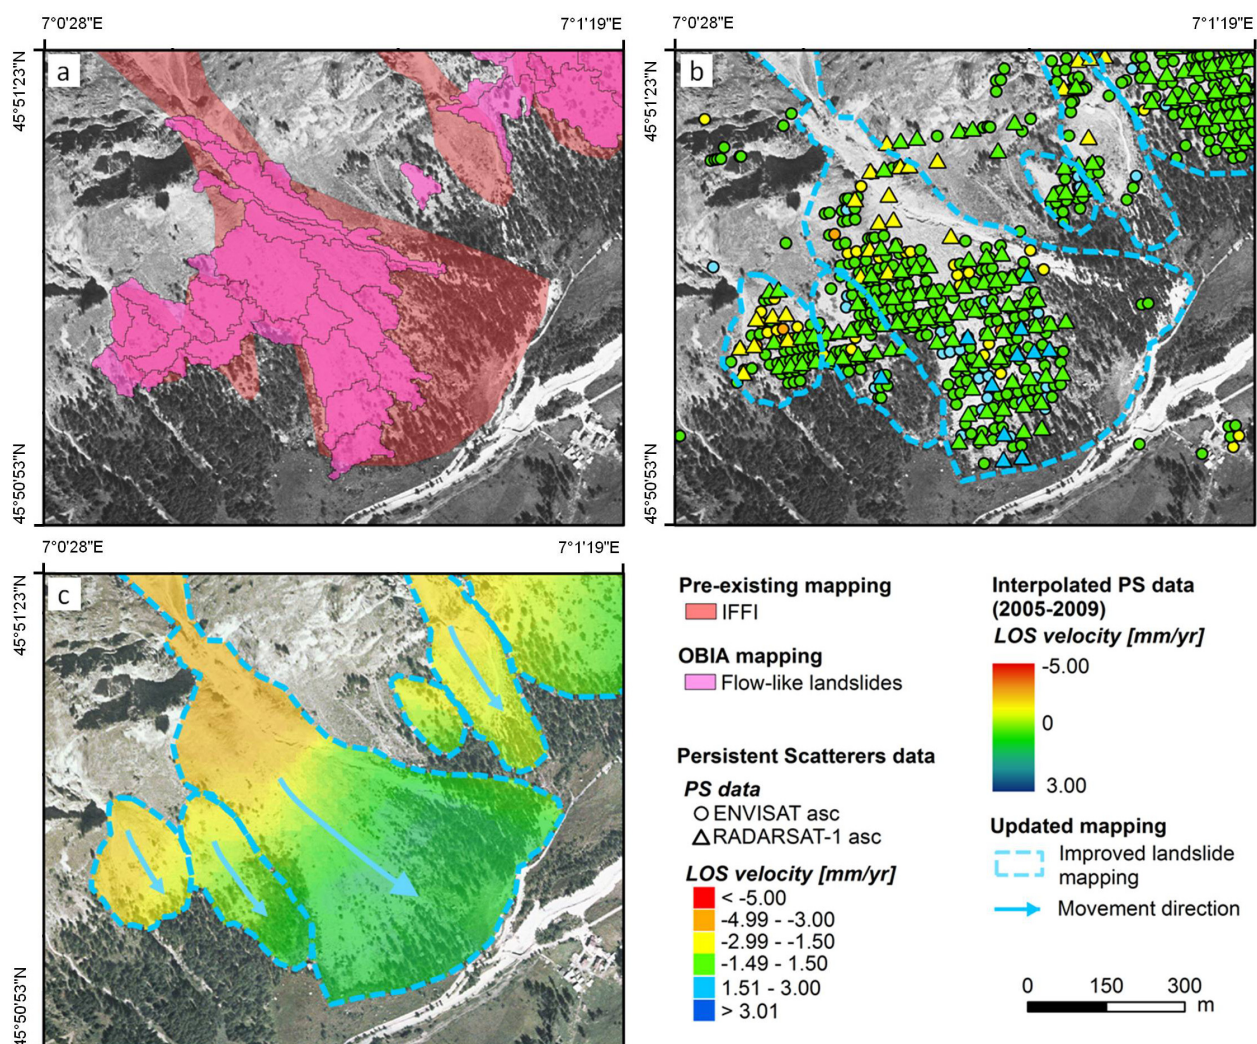 7°0'28"E
7°1'19"E
7°0'28"E
7°1'19"E
45°51'23"N
a
45°51'23"N
b
45°50'53"N
45°50'53"N
7°0'28"E
7°1'19"E
45°51'23"N
c
45°50'53"N
Pre-existing mapping
IFFI
OBIA mapping
Flow-like landslides
Persistent Scatterers data
PS data
ENVISAT asc
RADARSAT-1 asc
LOS velocity [mm/yr]
< -5.00
-4.99 - -3.00
-2.99 - -1.50
-1.49 - 1.50
1.51 - 3.00
> 3.01
Interpolated PS data
(2005-2009)
LOS velocity [mm/yr]
-5.00
0
3.00
Updated mapping
Improved landslide
mapping
Movement direction
0 150 300
m